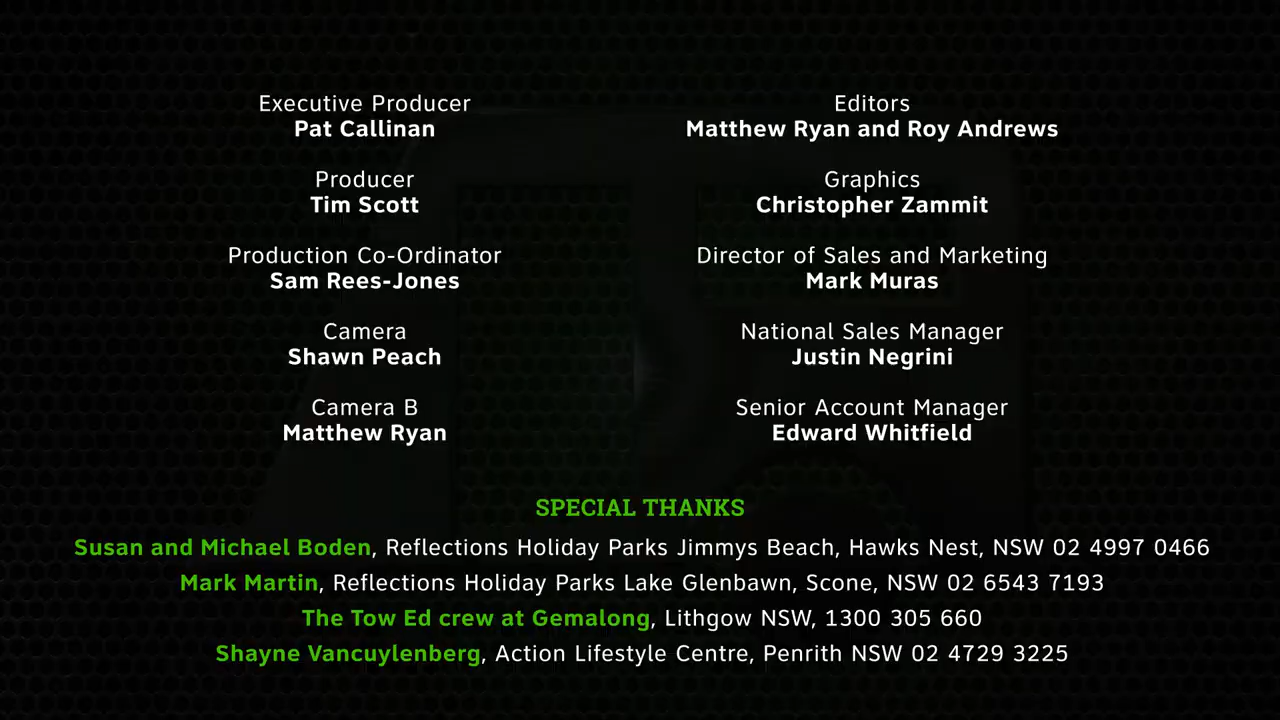 Executive Producer
Pat Callinan
Producer
Tim Scott
Production Co-Ordinator
Sam Rees-Jones
Camera
Shawn Peach
Camera B
Matthew Ryan
Editors
Matthew Ryan and Roy Andrews
Graphics
Christopher Zammit
Director of Sales and Marketing
Mark Muras
National Sales Manager
Justin Negrini
Senior Account Manager
Edward Whitfield
SPECIAL THANKS
Susan and Michael Boden, Reflections Holiday Parks Jimmys Beach, Hawks Nest, NSW 02 4997 0466
Mark Martin, Reflections Holiday Parks Lake Glenbawn, Scone, NSW 02 6543 7193
The Tow Ed crew at Gemalong, Lithgow NSW, 1300 305 660
Shayne Vancuylenberg, Action Lifestyle Centre, Penrith NSW 02 4729 3225